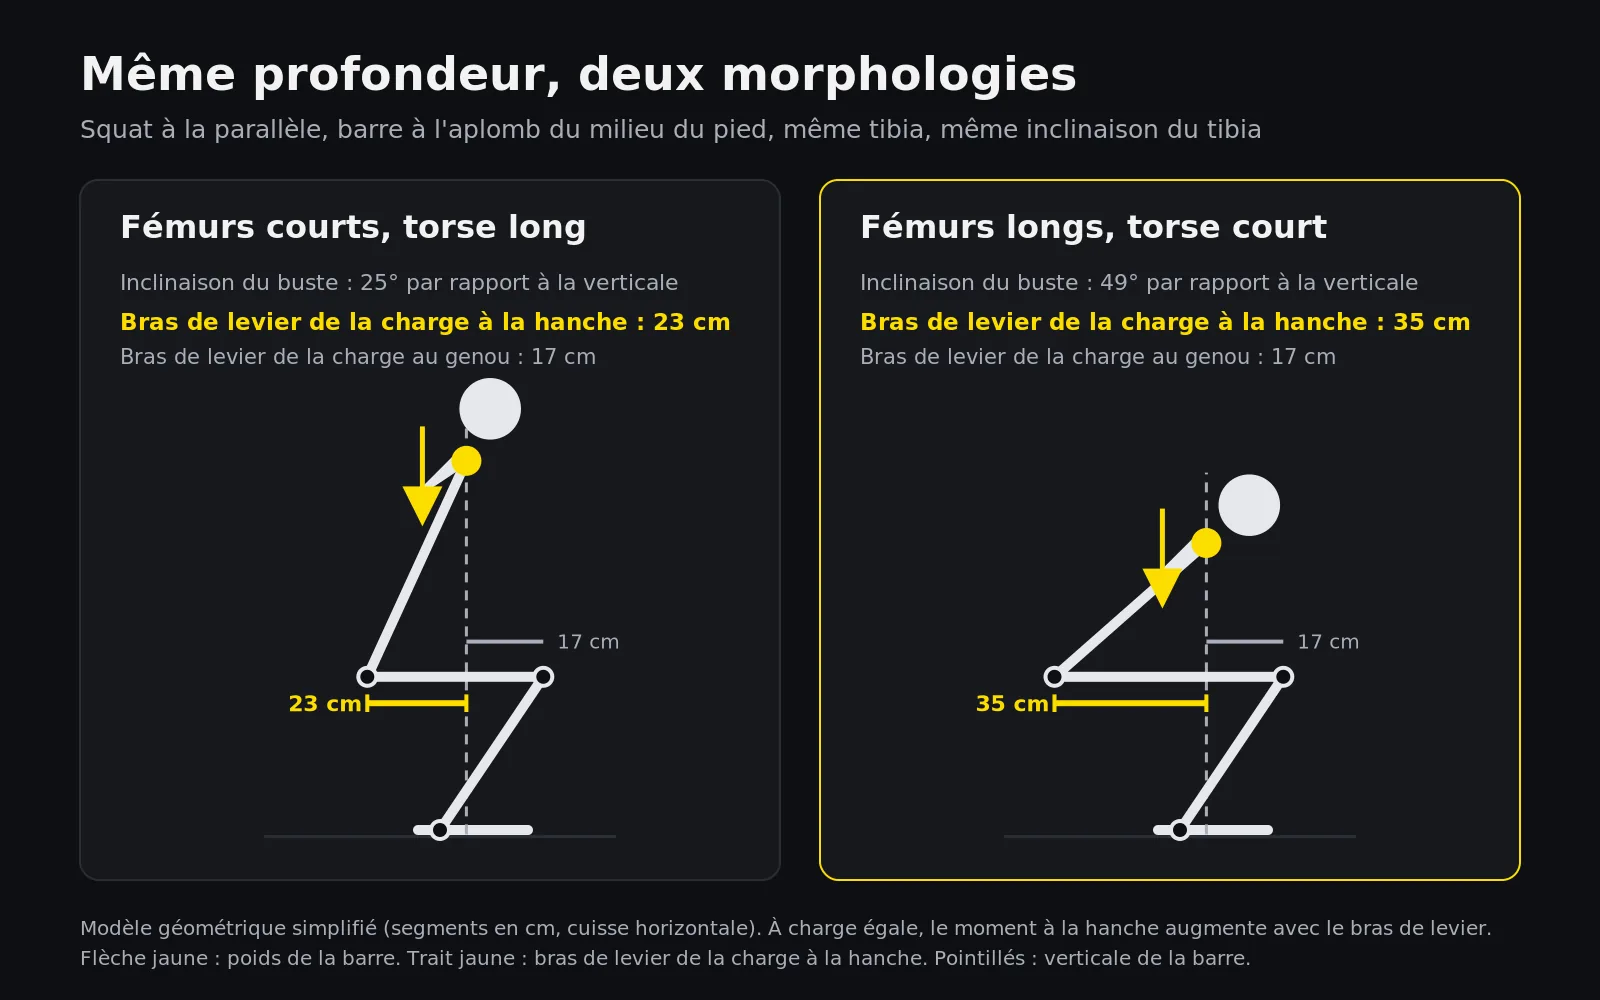 Même profondeur, deux morphologies
Squat à la parallèle, barre à l'aplomb du milieu du pied, même tibia, même inclinaison du tibia
Fémurs courts, torse long
Inclinaison du buste : 25° par rapport à la verticale
Bras de levier de la charge à la hanche : 23 cm
Bras de levier de la charge au genou : 17 cm
17 cm
23 cm
Fémurs longs, torse court
Inclinaison du buste : 49° par rapport à la verticale
Bras de levier de la charge à la hanche : 35 cm
Bras de levier de la charge au genou : 17 cm
17 cm
35 cm
Modèle géométrique simplifié (segments en cm, cuisse horizontale). À charge égale, le moment à la hanche augmente avec le bras de levier.
Flèche jaune : poids de la barre. Trait jaune : bras de levier de la charge à la hanche. Pointillés : verticale de la barre.